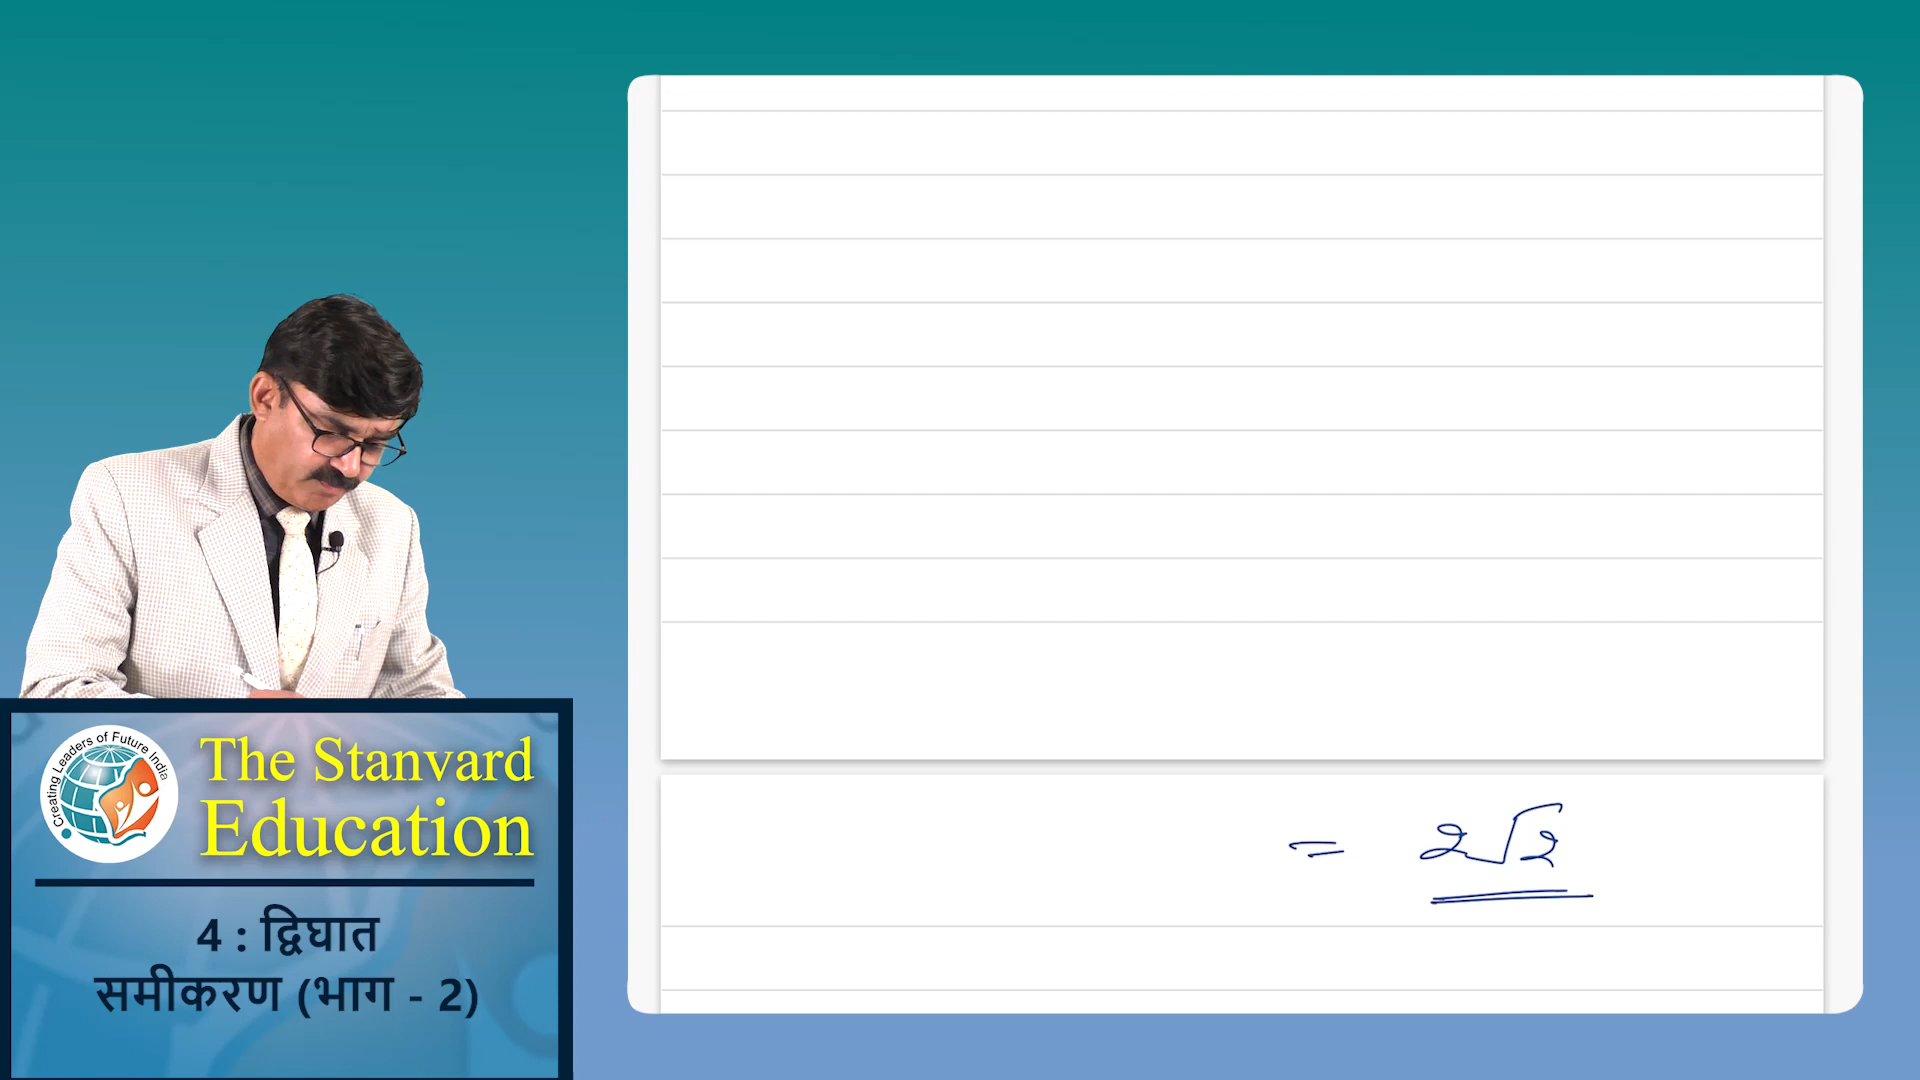 = 2√2
Creating Leaders of Future India
The Stanvard
Education
4 : द्विघात
समीकरण (भाग - 2)